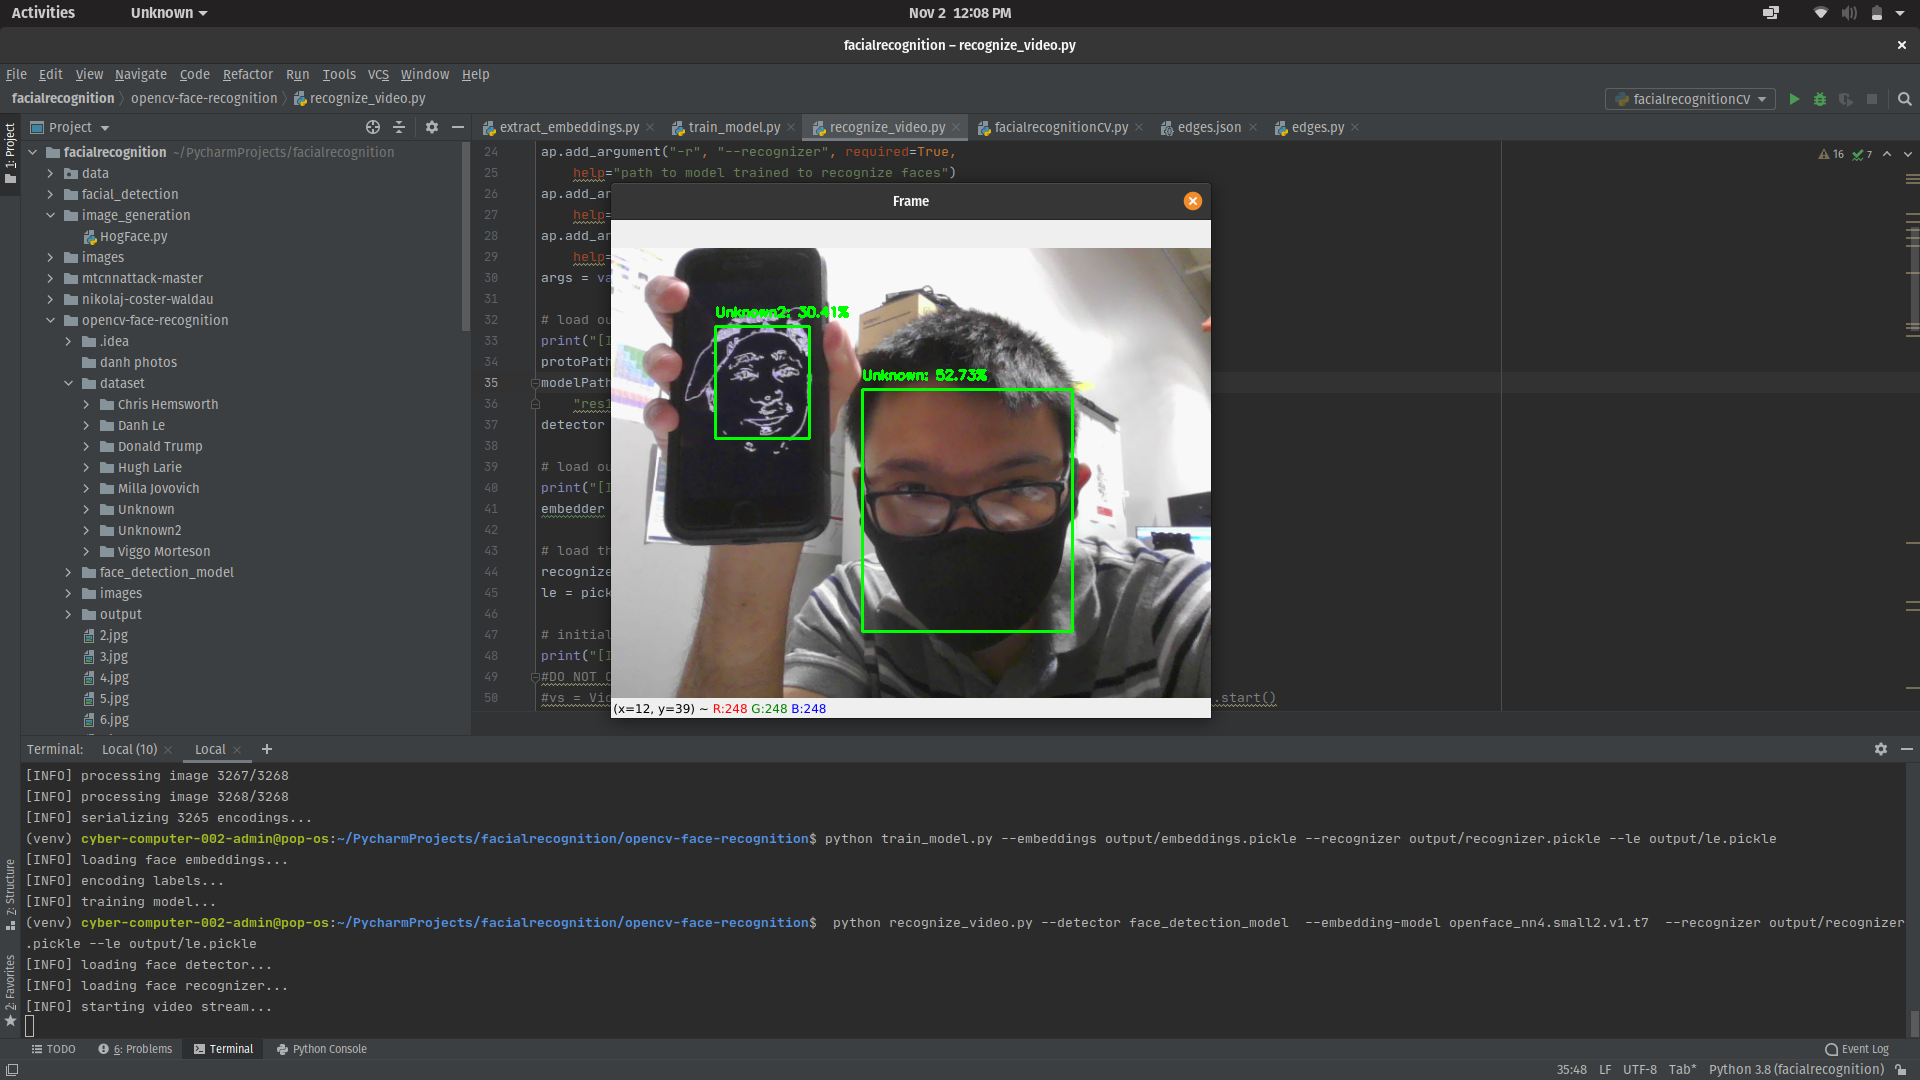 Activities Unknown Nov 2 12:08 PM
facialrecognition – recognize_video.py
File Edit View Navigate Code Refactor Run Tools VCS Window Help
facialrecognition opencv-face-recognition recognize_video.py facialrecognitionCV
1: Project
Project
extract_embeddings.py train_model.py recognize_video.py facialrecognitionCV.py edges.json edges.py
facialrecognition ~/PycharmProjects/facialrecognition
data
facial_detection
image_generation
HogFace.py
images
mtcnnattack-master
nikolaj-coster-waldau
opencv-face-recognition
.idea
danh photos
dataset
Chris Hemsworth
Danh Le
Donald Trump
Hugh Larie
Milla Jovovich
Unknown
Unknown2
Viggo Morteson
face_detection_model
images
output
2.jpg
3.jpg
4.jpg
5.jpg
6.jpg
16 7
24 ap.add_argument("-r", "--recognizer", required=True,
25 help="path to model trained to recognize faces")
26 ap.add_ar
27 help=
28 ap.add_ar
29 help=
30 args = va
31
32 # load ou
33 print("[I
34 protoPath
35 modelPath
36 "res1
37 detector
38
39 # load ou
40 print("[I
41 embedder
42
43 # load th
44 recognize
45 le = pick
46
47 # initial
48 print("[I
49 #DO NOT C
50 #vs = Vid .start()
Frame
Unknown2: 30.41%
Unknown: 52.73%
(x=12, y=39) ~ R:248 G:248 B:248
Terminal: Local (10) Local
[INFO] processing image 3267/3268
[INFO] processing image 3268/3268
[INFO] serializing 3265 encodings...
(venv) cyber-computer-002-admin@pop-os:~/PycharmProjects/facialrecognition/opencv-face-recognition$ python train_model.py --embeddings output/embeddings.pickle --recognizer output/recognizer.pickle --le output/le.pickle
[INFO] loading face embeddings...
[INFO] encoding labels...
[INFO] training model...
(venv) cyber-computer-002-admin@pop-os:~/PycharmProjects/facialrecognition/opencv-face-recognition$ python recognize_video.py --detector face_detection_model --embedding-model openface_nn4.small2.v1.t7 --recognizer output/recognizer
.pickle --le output/le.pickle
[INFO] loading face detector...
[INFO] loading face recognizer...
[INFO] starting video stream...
7: Structure
2: Favorites
TODO 6: Problems Terminal Python Console Event Log
35:48 LF UTF-8 Tab* Python 3.8 (facialrecognition)